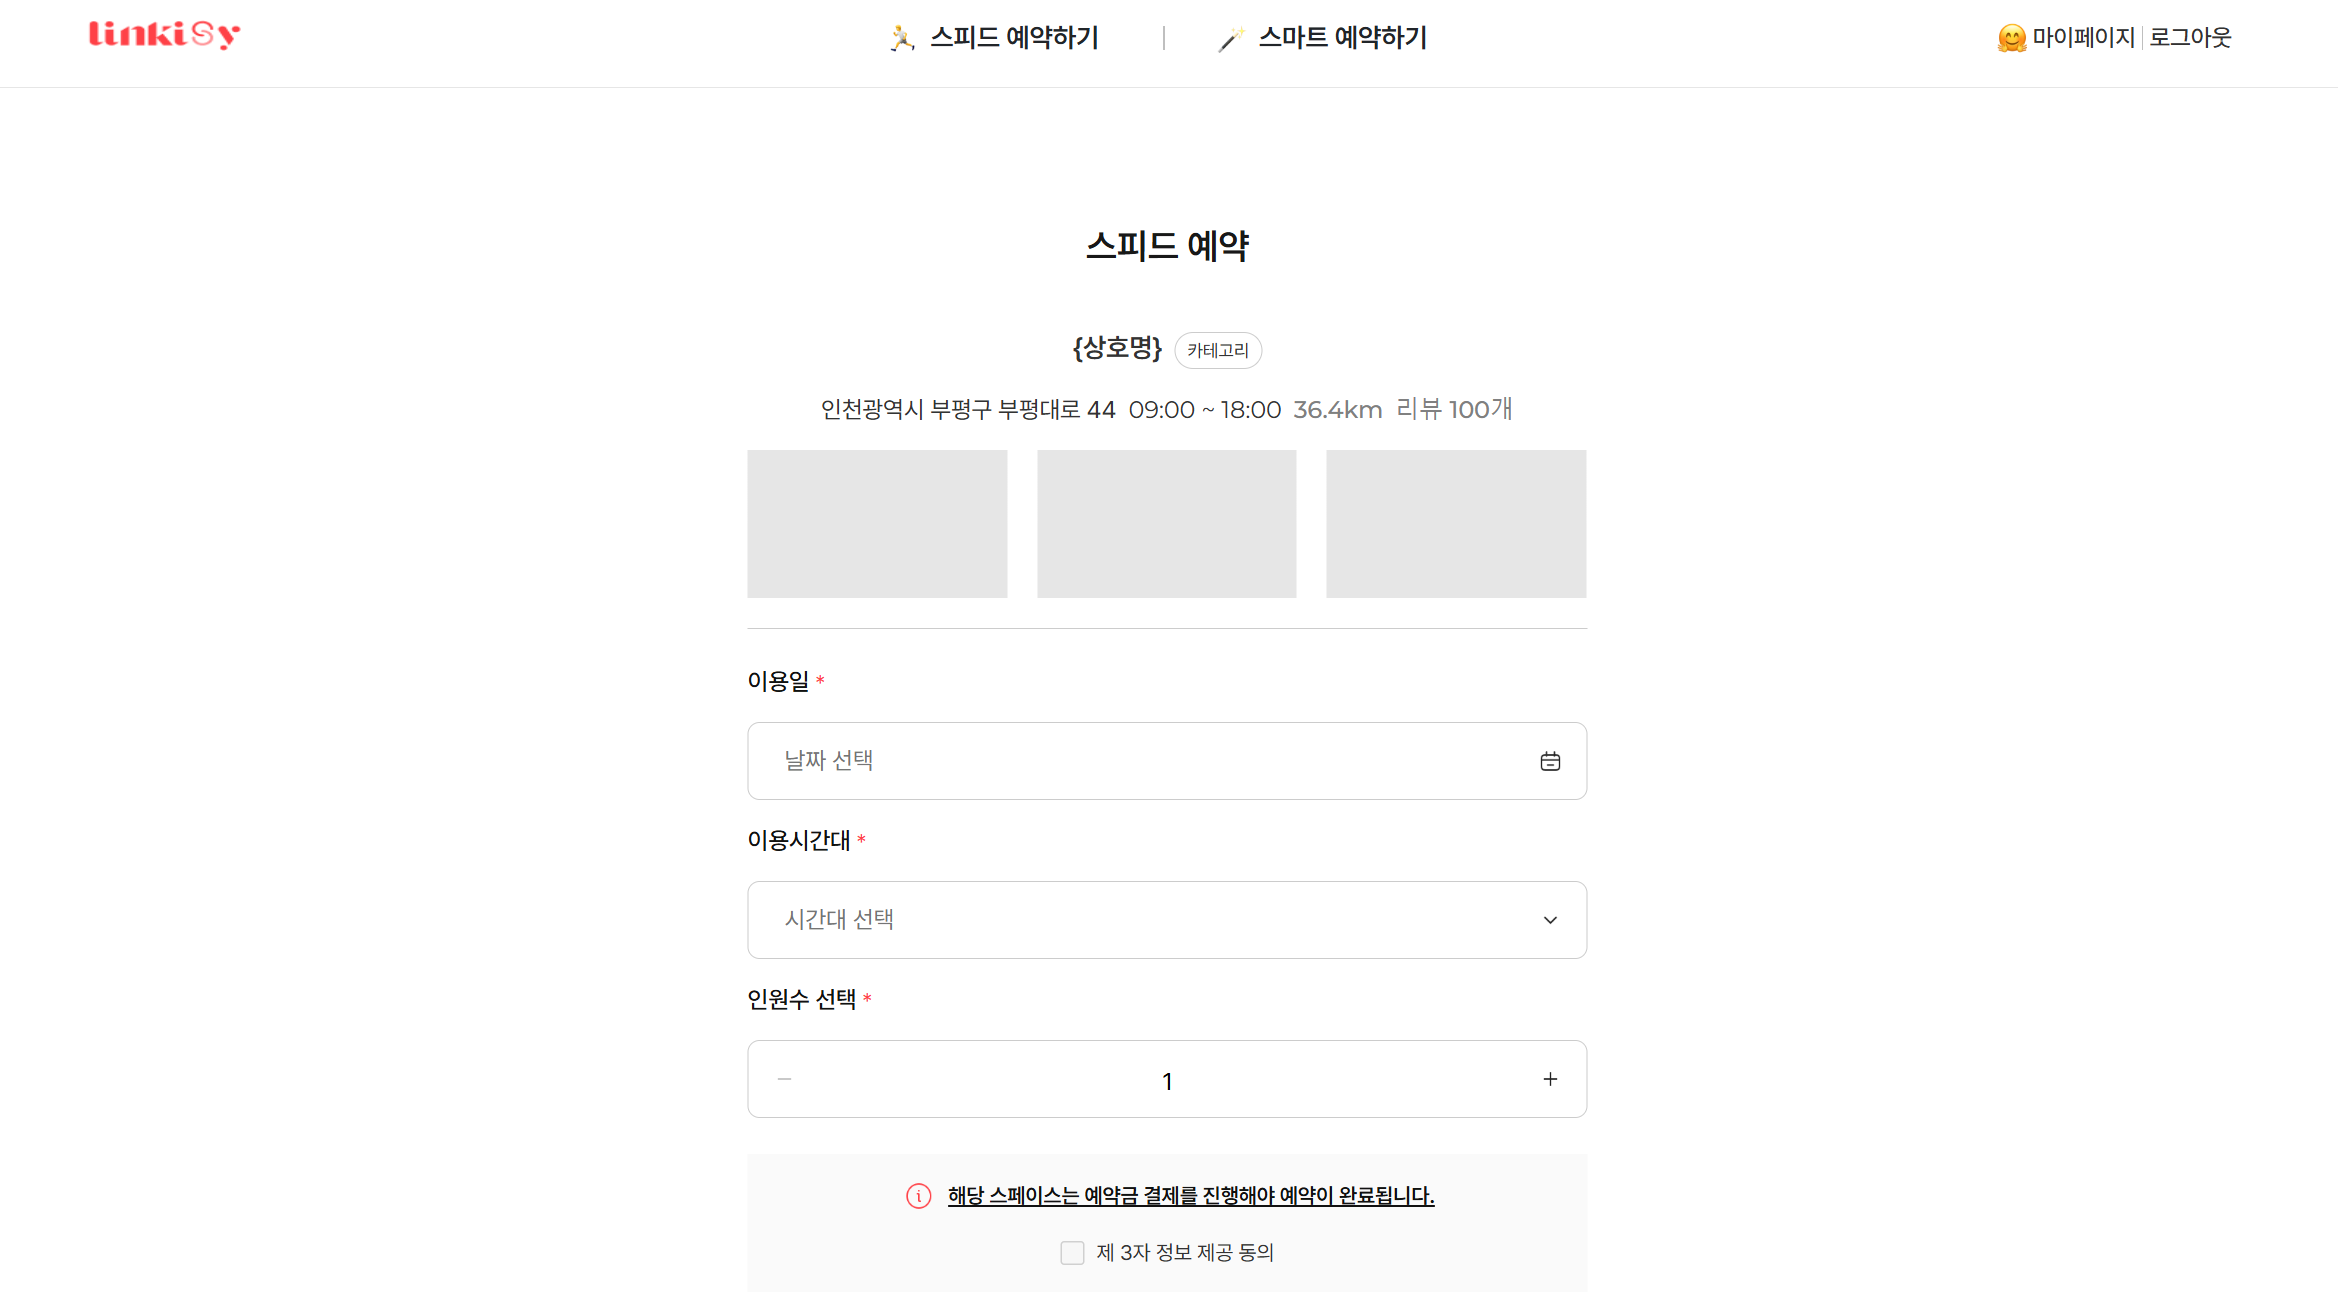 linkisy
스피드 예약하기 | 스마트 예약하기
마이페이지 | 로그아웃
스피드 예약
{상호명} 카테고리
인천광역시 부평구 부평대로 44 09:00 ~ 18:00 36.4km 리뷰 100개
이용일 *
날짜 선택
이용시간대 *
시간대 선택
인원수 선택 *
− 1 +
해당 스페이스는 예약금 결제를 진행해야 예약이 완료됩니다.
제 3자 정보 제공 동의